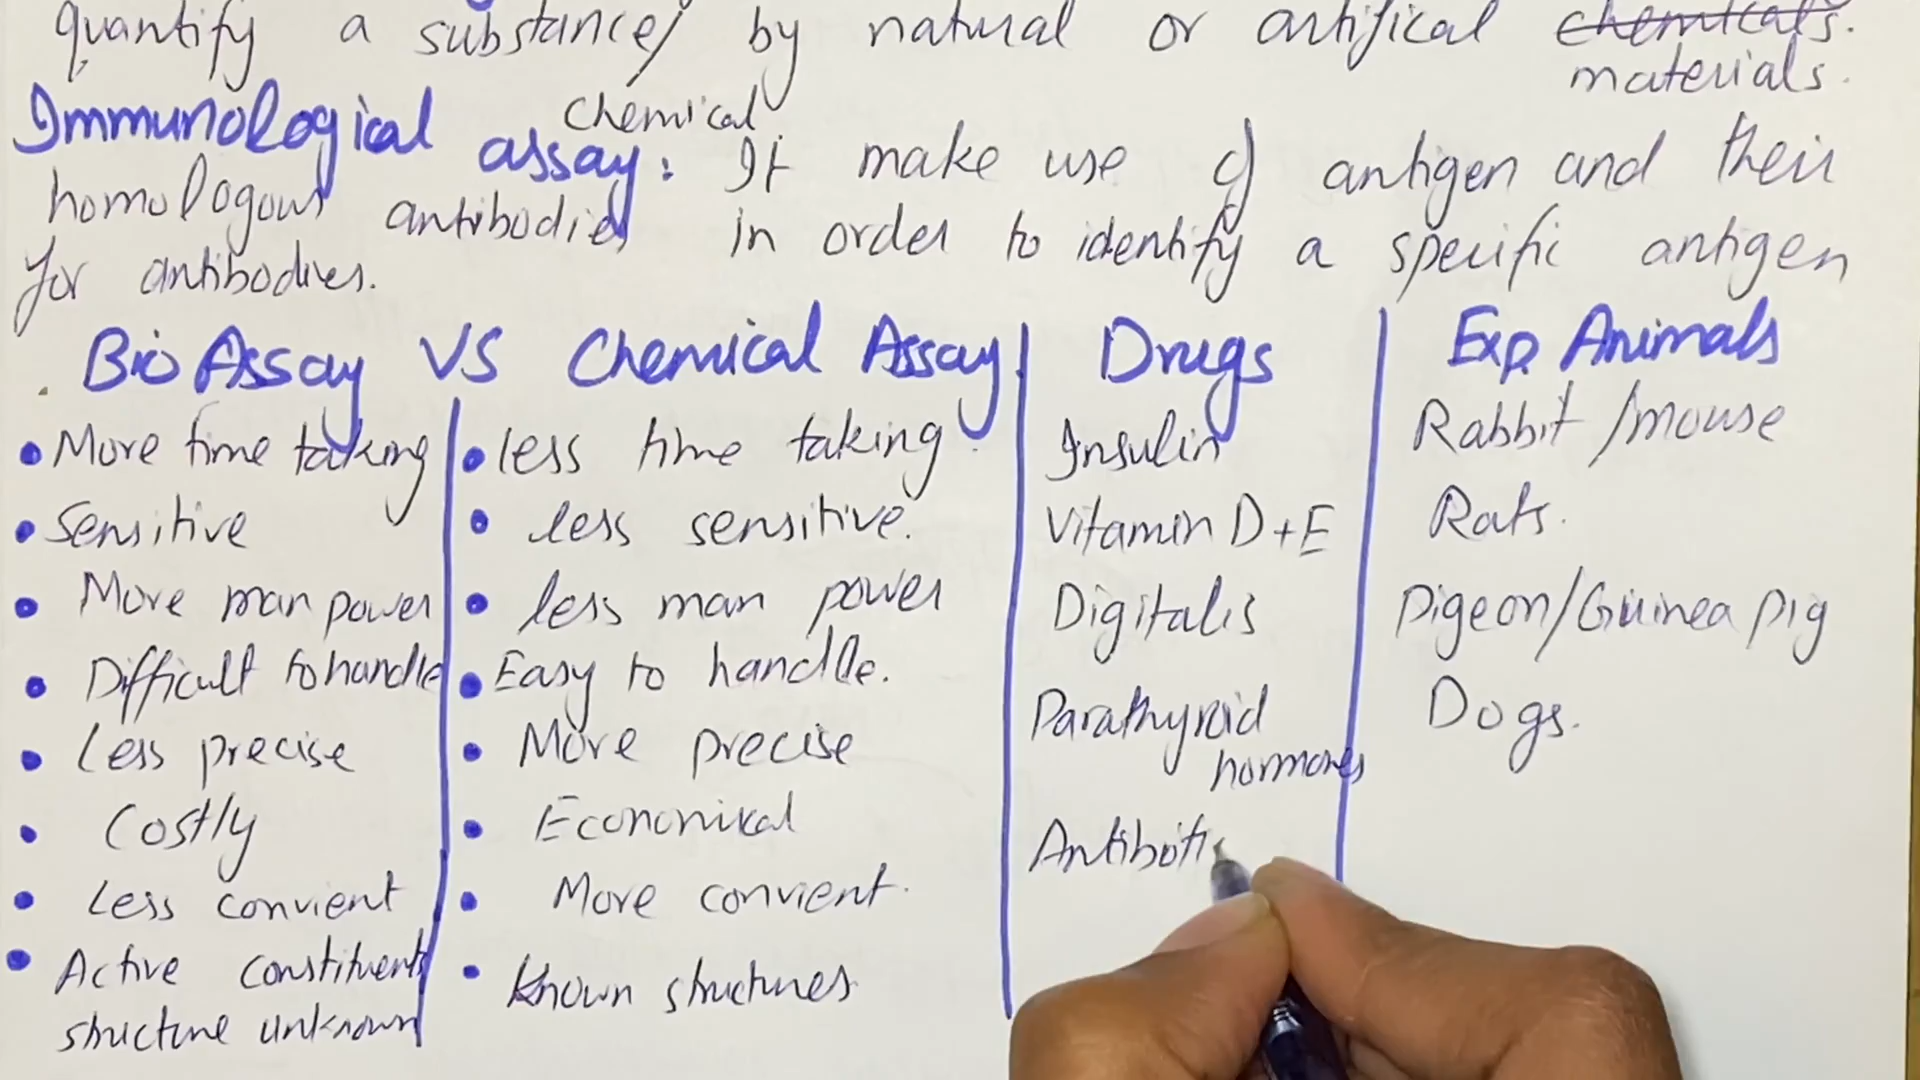 quantify a substance/ by natural or artifical chemicals.
materials.
chemical
Immunological assay: It make use of antigen and their
homologous antibodies in order to identify a specific antigen
for antibodies.
Bio Assay VS Chemical Assay. Drugs Exp. Animals
More time taking less time taking. Insulin Rabbit/mouse
Sensitive less sensitive. Vitamin D+E Rats.
More man power less man power Digitalis Pigeon/Guinea pig
Difficult to handle Easy to handle. Parathyroid Dogs.
hormones
Less precise More precise
Costly Economical Antibioti
Less convient More convient.
Active constituents Known structures
structure unknown